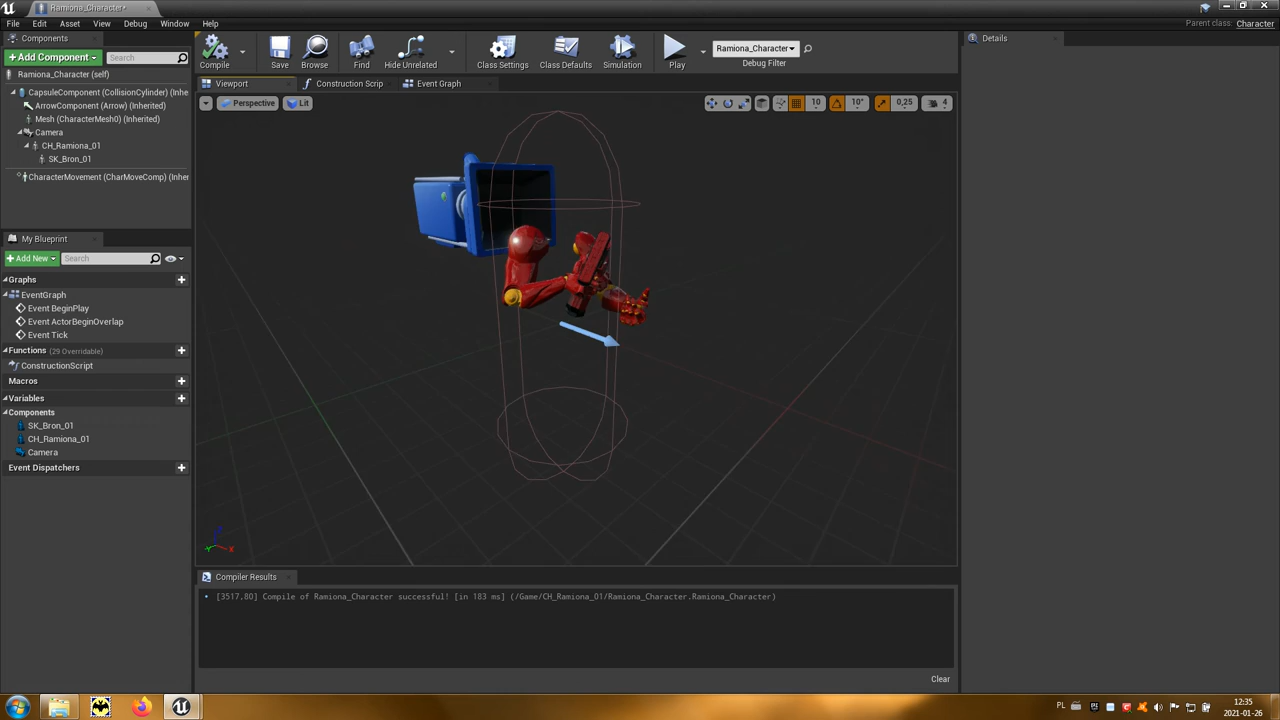 Ramiona_Character*
File Edit Asset View Debug Window Help
Parent class: Character
Components
+Add Component
Search
Ramiona_Character (self)
CapsuleComponent (CollisionCylinder) (Inhe
ArrowComponent (Arrow) (Inherited)
Mesh (CharacterMesh0) (Inherited)
Camera
CH_Ramiona_01
SK_Bron_01
CharacterMovement (CharMoveComp) (Inher
Compile
Save
Browse
Find
Hide Unrelated
Class Settings
Class Defaults
Simulation
Play
Ramiona_Character
Debug Filter
Viewport
Construction Scrip
Event Graph
Perspective
Lit
10
10°
0,25
4
Details
My Blueprint
+Add New
Search
Graphs
EventGraph
Event BeginPlay
Event ActorBeginOverlap
Event Tick
Functions (29 Overridable)
ConstructionScript
Macros
Variables
Components
SK_Bron_01
CH_Ramiona_01
Camera
Event Dispatchers
Z
Y
X
Compiler Results
[3517,80] Compile of Ramiona_Character successful! [in 183 ms] (/Game/CH_Ramiona_01/Ramiona_Character.Ramiona_Character)
Clear
PL
12:35
2021-01-26